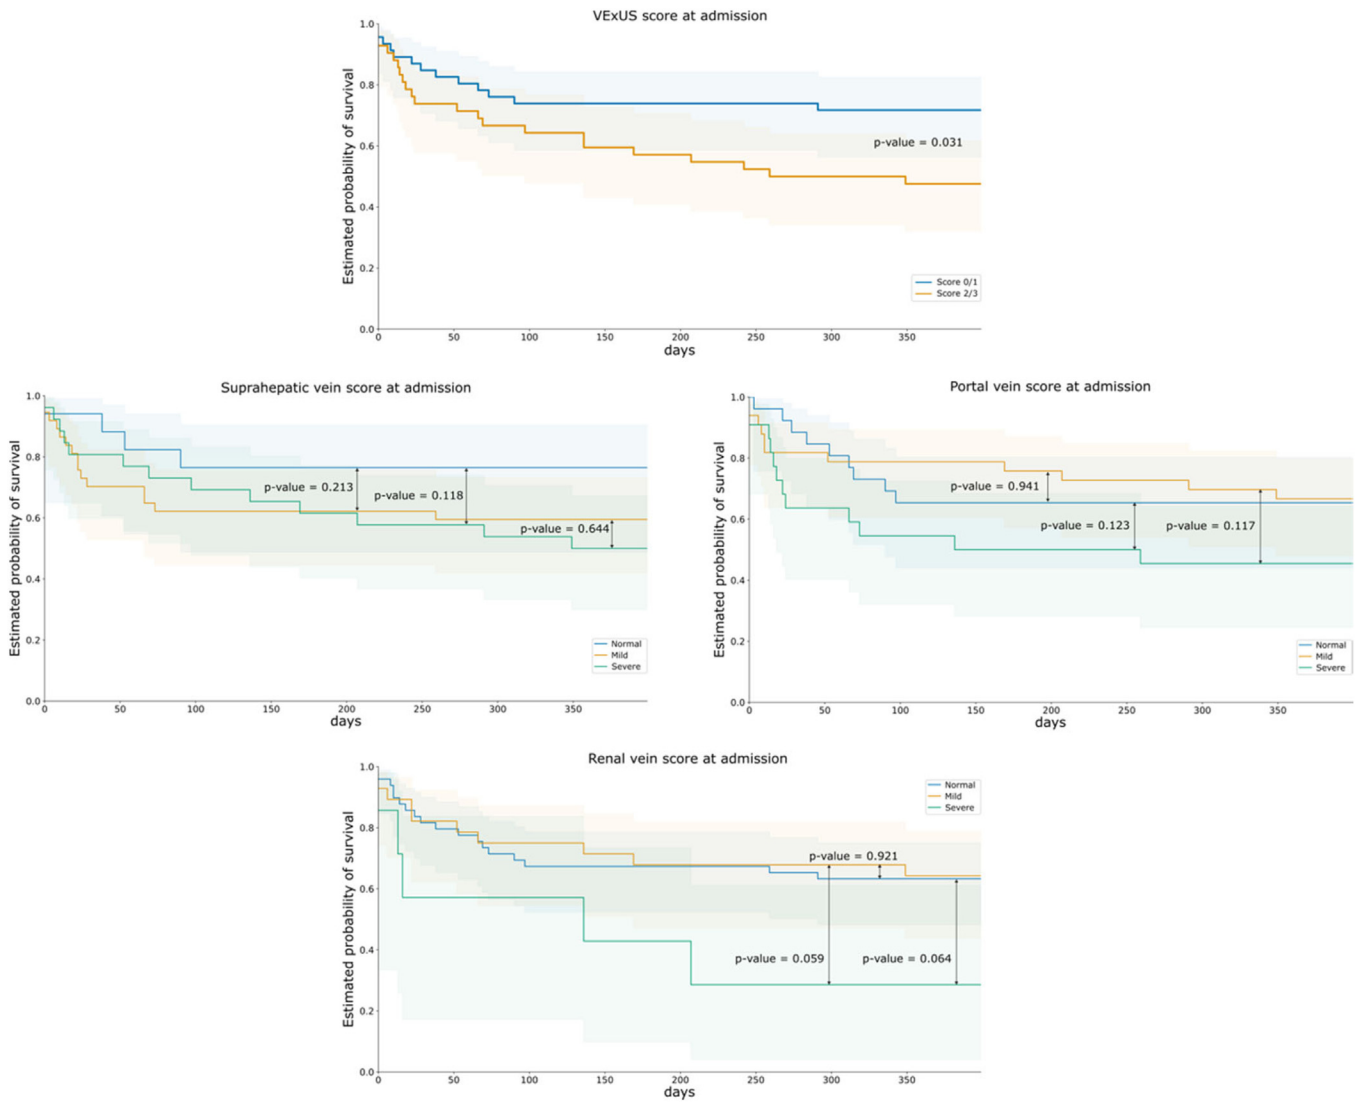 VExUS score at admission
Estimated probability of survival
1.0
0.8
0.6
0.4
0.2
0.0
p-value = 0.031
Score 0/1
Score 2/3
0 50 100 150 200 250 300 350
days
Suprahepatic vein score at admission
Estimated probability of survival
1.0
0.8
0.6
0.4
0.2
0.0
p-value = 0.213
p-value = 0.118
p-value = 0.644
Normal
Mild
Severe
0 50 100 150 200 250 300 350
days
Portal vein score at admission
Estimated probability of survival
1.0
0.8
0.6
0.4
0.2
0.0
p-value = 0.941
p-value = 0.123
p-value = 0.117
Normal
Mild
Severe
0 50 100 150 200 250 300 350
days
Renal vein score at admission
Estimated probability of survival
1.0
0.8
0.6
0.4
0.2
0.0
Normal
Mild
Severe
p-value = 0.921
p-value = 0.059
p-value = 0.064
0 50 100 150 200 250 300 350
days